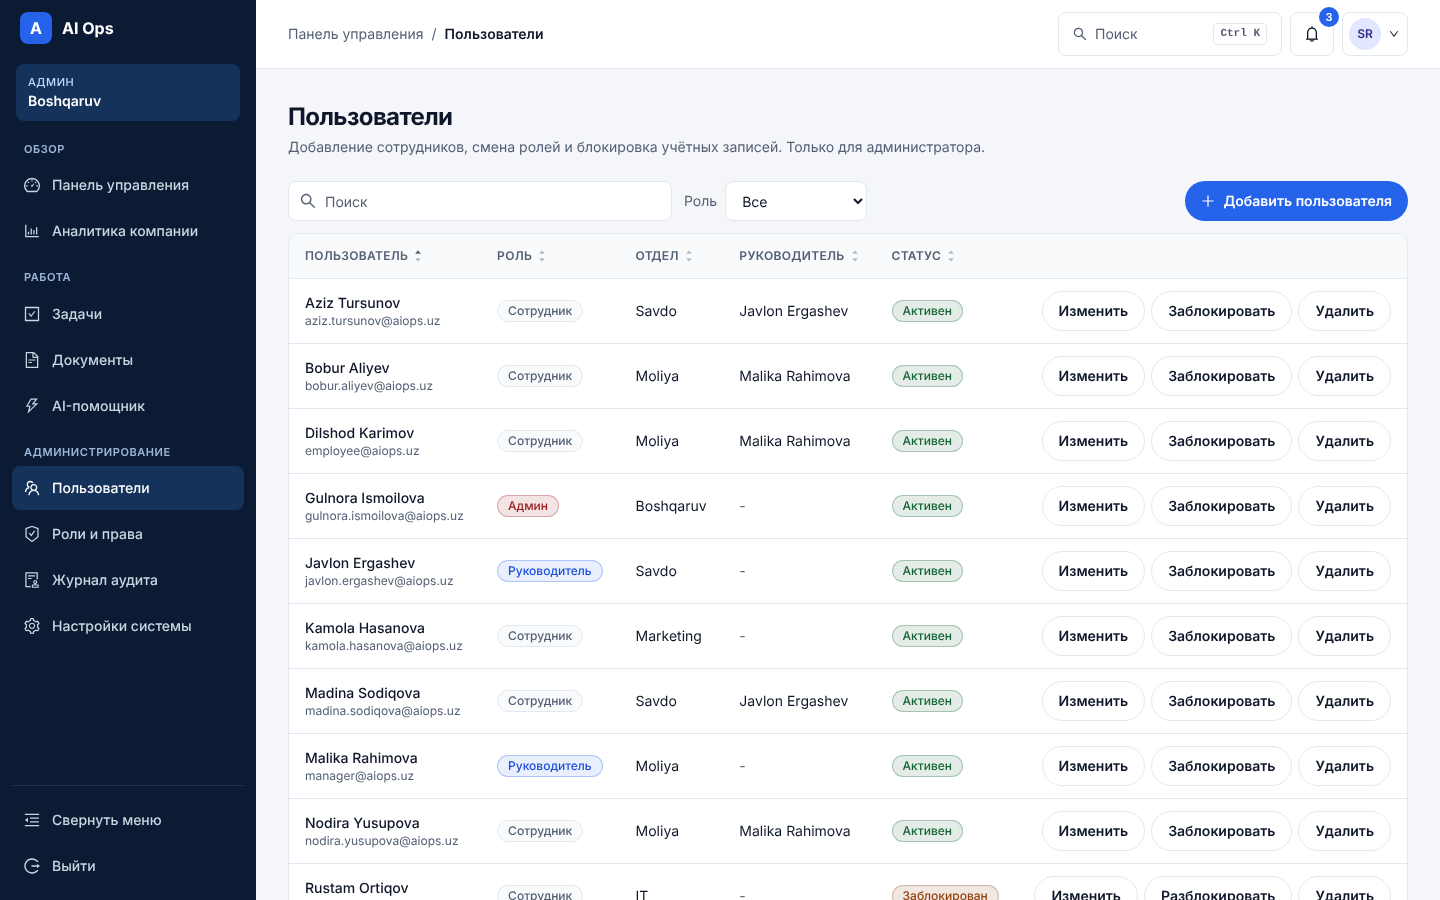 A AI Ops
АДМИН
Boshqaruv
ОБЗОР
Панель управления
Аналитика компании
РАБОТА
Задачи
Документы
AI-помощник
АДМИНИСТРИРОВАНИЕ
Пользователи
Роли и права
Журнал аудита
Настройки системы
Свернуть меню
Выйти
Панель управления / Пользователи
Поиск Ctrl K
3
SR
Пользователи
Добавление сотрудников, смена ролей и блокировка учётных записей. Только для администратора.
Поиск Роль Все + Добавить пользователя
ПОЛЬЗОВАТЕЛЬ РОЛЬ ОТДЕЛ РУКОВОДИТЕЛЬ СТАТУС
Aziz Tursunov
aziz.tursunov@aiops.uz
Сотрудник Savdo Javlon Ergashev Активен Изменить Заблокировать Удалить
Bobur Aliyev
bobur.aliyev@aiops.uz
Сотрудник Moliya Malika Rahimova Активен Изменить Заблокировать Удалить
Dilshod Karimov
employee@aiops.uz
Сотрудник Moliya Malika Rahimova Активен Изменить Заблокировать Удалить
Gulnora Ismoilova
gulnora.ismoilova@aiops.uz
Админ Boshqaruv - Активен Изменить Заблокировать Удалить
Javlon Ergashev
javlon.ergashev@aiops.uz
Руководитель Savdo - Активен Изменить Заблокировать Удалить
Kamola Hasanova
kamola.hasanova@aiops.uz
Сотрудник Marketing - Активен Изменить Заблокировать Удалить
Madina Sodiqova
madina.sodiqova@aiops.uz
Сотрудник Savdo Javlon Ergashev Активен Изменить Заблокировать Удалить
Malika Rahimova
manager@aiops.uz
Руководитель Moliya - Активен Изменить Заблокировать Удалить
Nodira Yusupova
nodira.yusupova@aiops.uz
Сотрудник Moliya Malika Rahimova Активен Изменить Заблокировать Удалить
Rustam Ortiqov
Сотрудник IT - Заблокирован Изменить Разблокировать Удалить